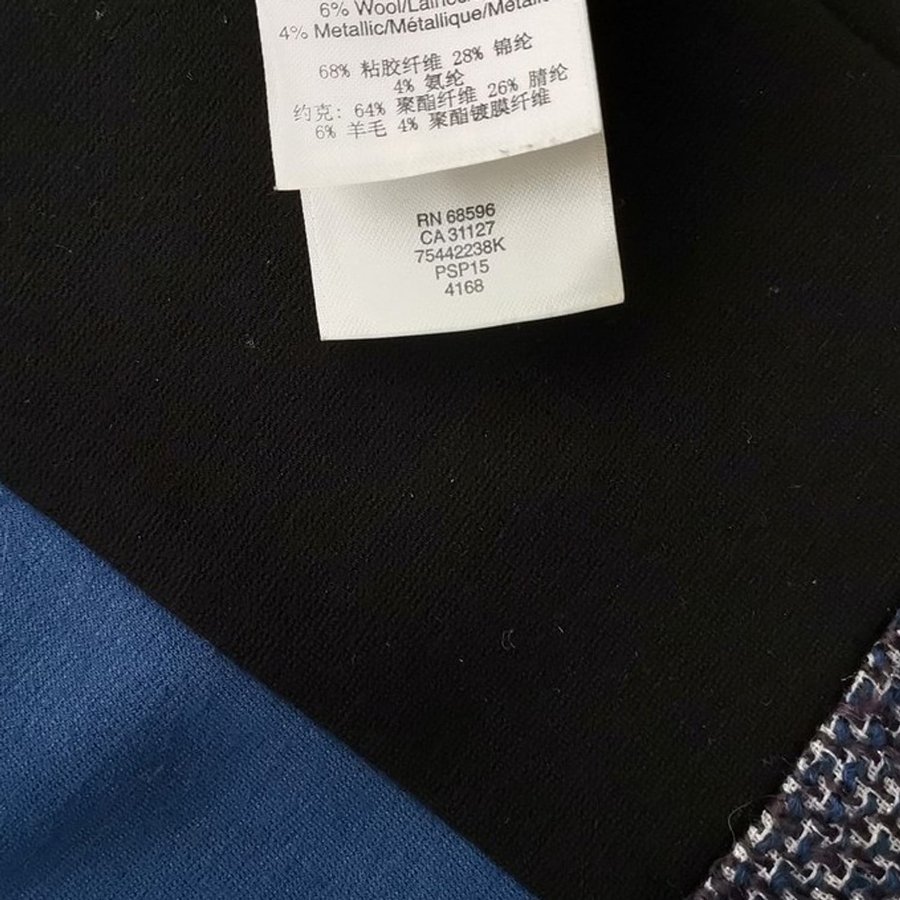 6% Wool/
4% Metallic/Métallique/Metálic
68% 粘胶纤维 28% 锦纶
4% 氨纶
约克: 64% 聚酯纤维 26% 腈纶
6% 羊毛 4% 聚酯镀膜纤维
RN 68596
CA 31127
75442238K
PSP15
4168